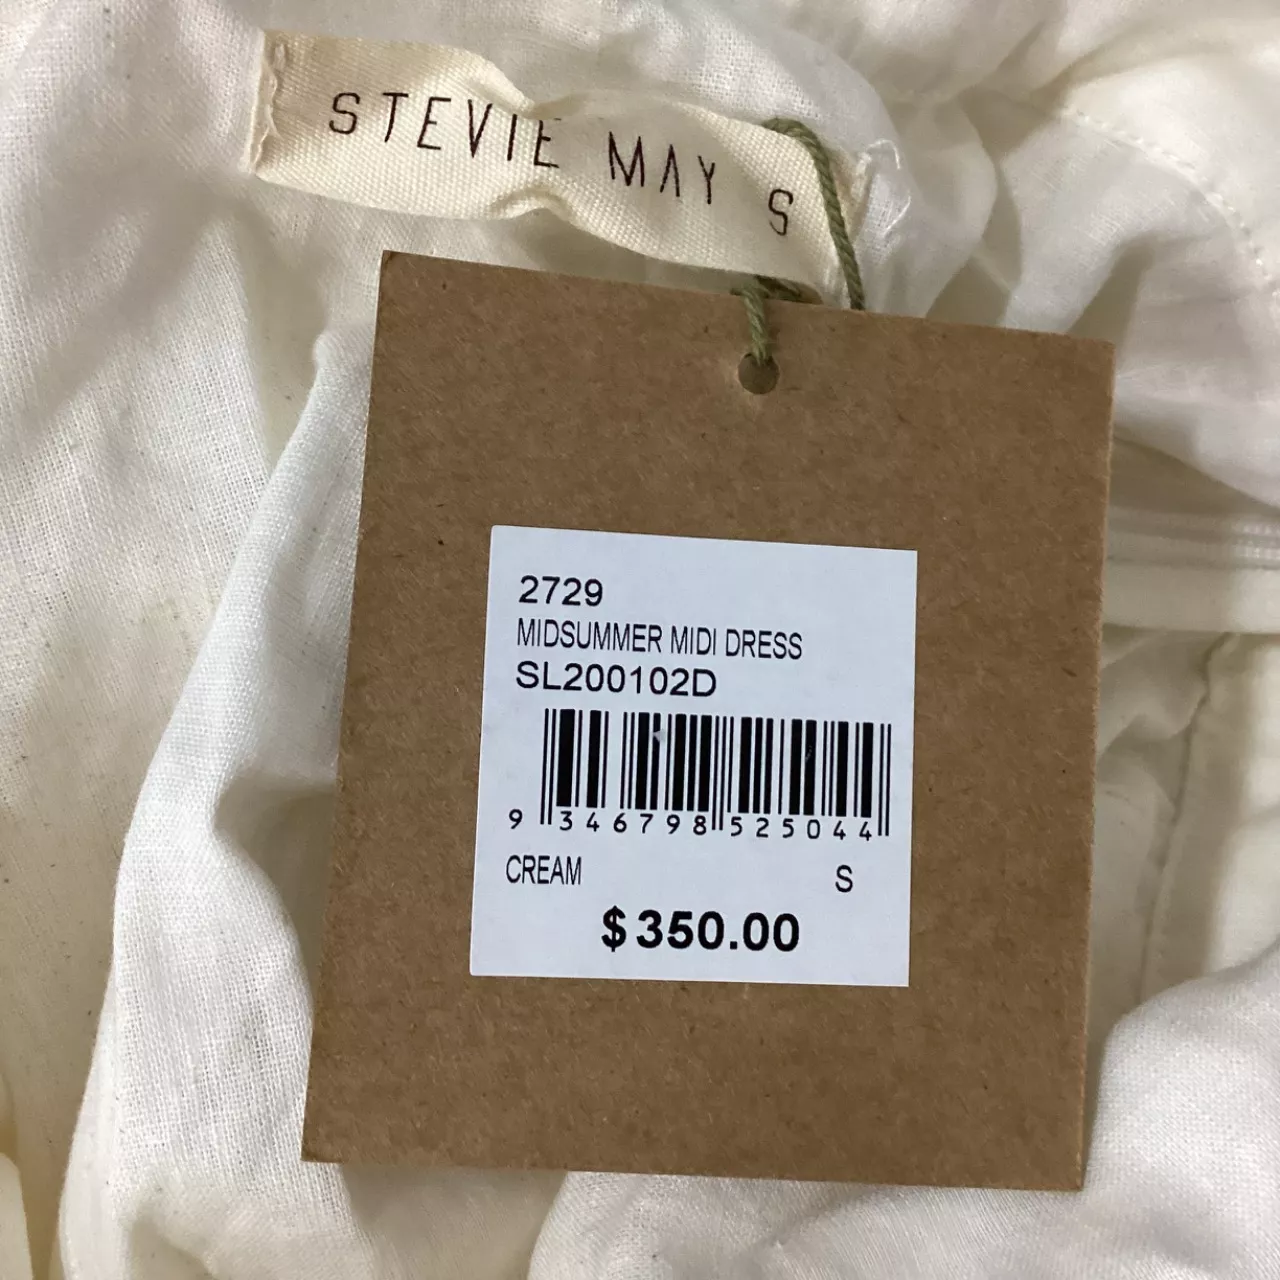 STEVIE MAY S
2729
MIDSUMMER MIDI DRESS
SL200102D
9 346798 525044
CREAM S
$350.00